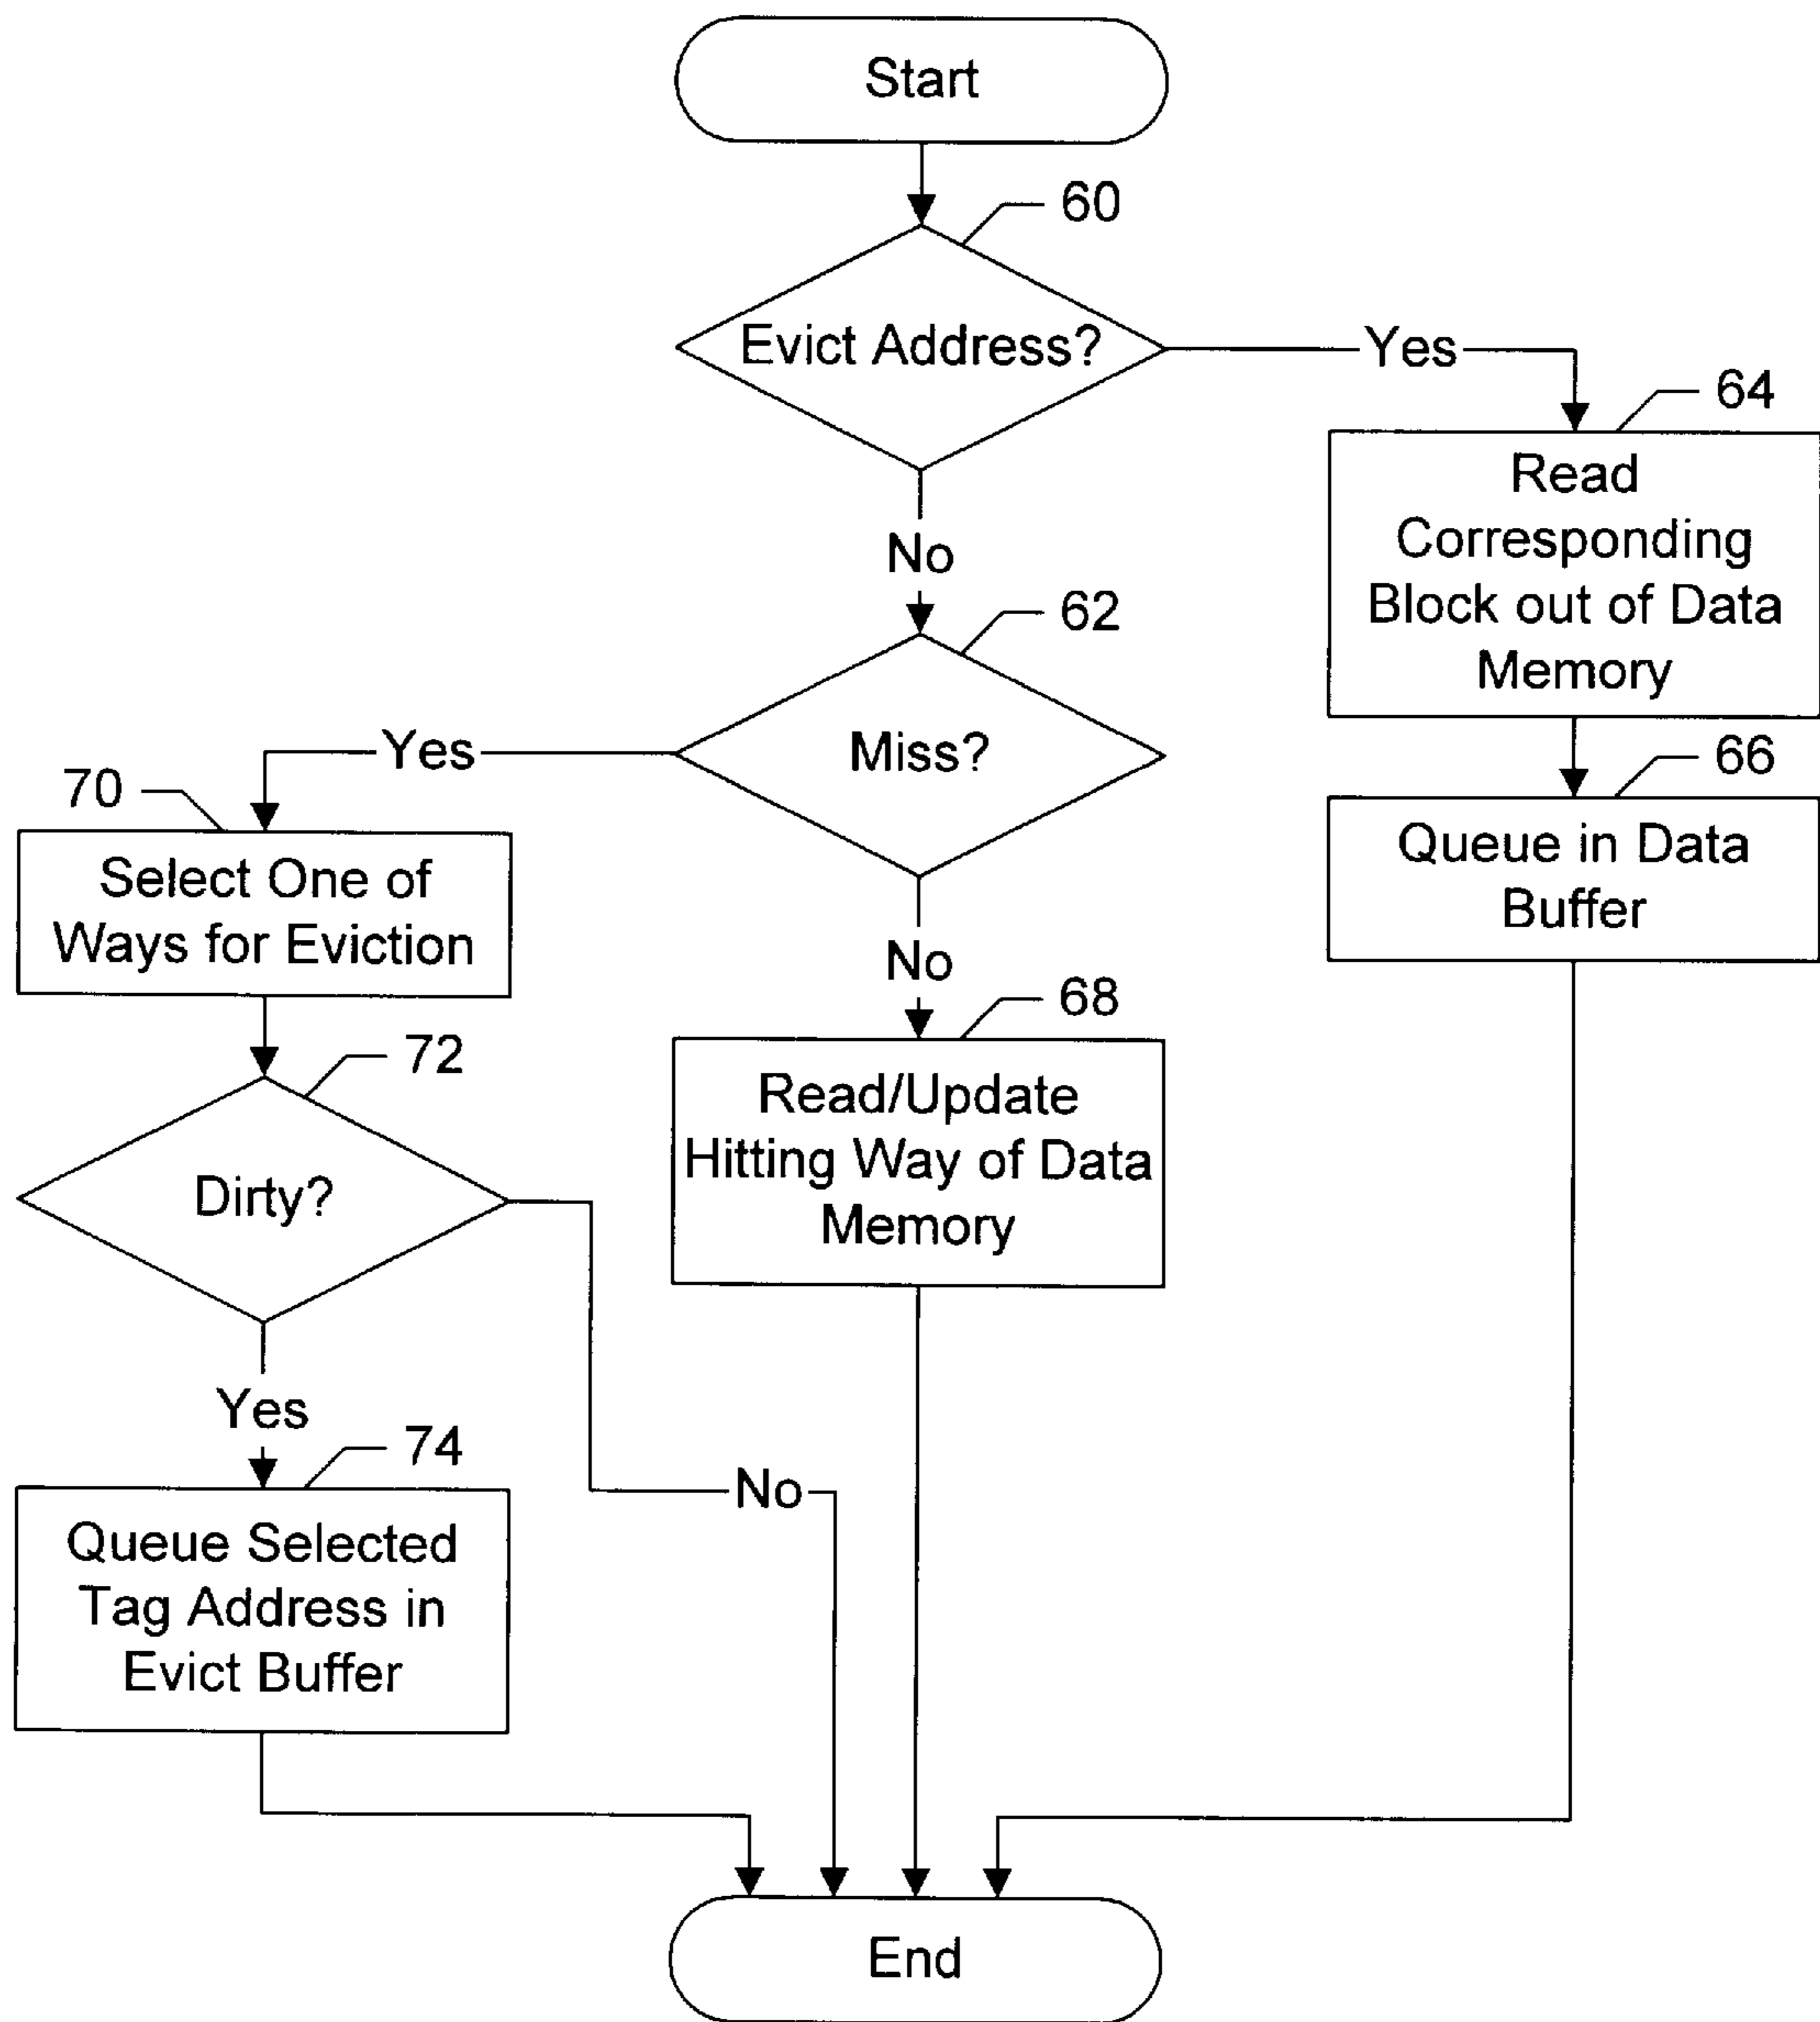 Start
60
Evict Address?
Yes
64
Read
Corresponding
Block out of Data
Memory
No
62
Miss?
Yes
66
Queue in Data
Buffer
70
Select One of
Ways for Eviction
No
68
Read/Update
Hitting Way of Data
Memory
72
Dirty?
Yes
No
74
Queue Selected
Tag Address in
Evict Buffer
End